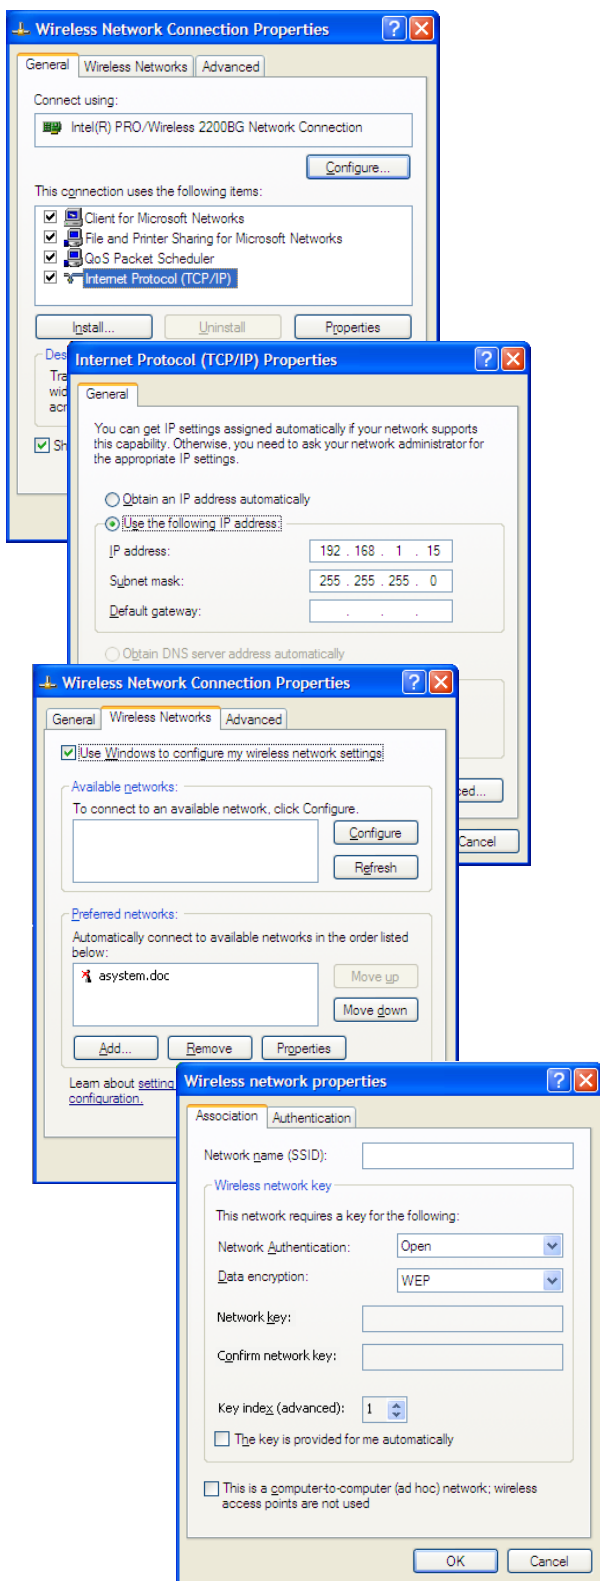 Wireless Network Connection Properties
General Wireless Networks Advanced
Connect using:
Intel(R) PRO/Wireless 2200BG Network Connection
Configure...
This connection uses the following items:
Client for Microsoft Networks
File and Printer Sharing for Microsoft Networks
QoS Packet Scheduler
Internet Protocol (TCP/IP)
Install... Uninstall Properties
Des
Tra
wid
acr
Sh
Internet Protocol (TCP/IP) Properties
General
You can get IP settings assigned automatically if your network supports
this capability. Otherwise, you need to ask your network administrator for
the appropriate IP settings.
Obtain an IP address automatically
Use the following IP address:
IP address: 192 . 168 . 1 . 15
Subnet mask: 255 . 255 . 255 . 0
Default gateway: . . .
Obtain DNS server address automatically
ced...
Cancel
Wireless Network Connection Properties
General Wireless Networks Advanced
Use Windows to configure my wireless network settings
Available networks:
To connect to an available network, click Configure.
Configure
Refresh
Preferred networks:
Automatically connect to available networks in the order listed
below:
asystem.doc
Move up
Move down
Add... Remove Properties
Learn about setting
configuration.
Wireless network properties
Association Authentication
Network name (SSID):
Wireless network key
This network requires a key for the following:
Network Authentication: Open
Data encryption: WEP
Network key:
Confirm network key:
Key index (advanced): 1
The key is provided for me automatically
This is a computer-to-computer (ad hoc) network; wireless
access points are not used
OK Cancel